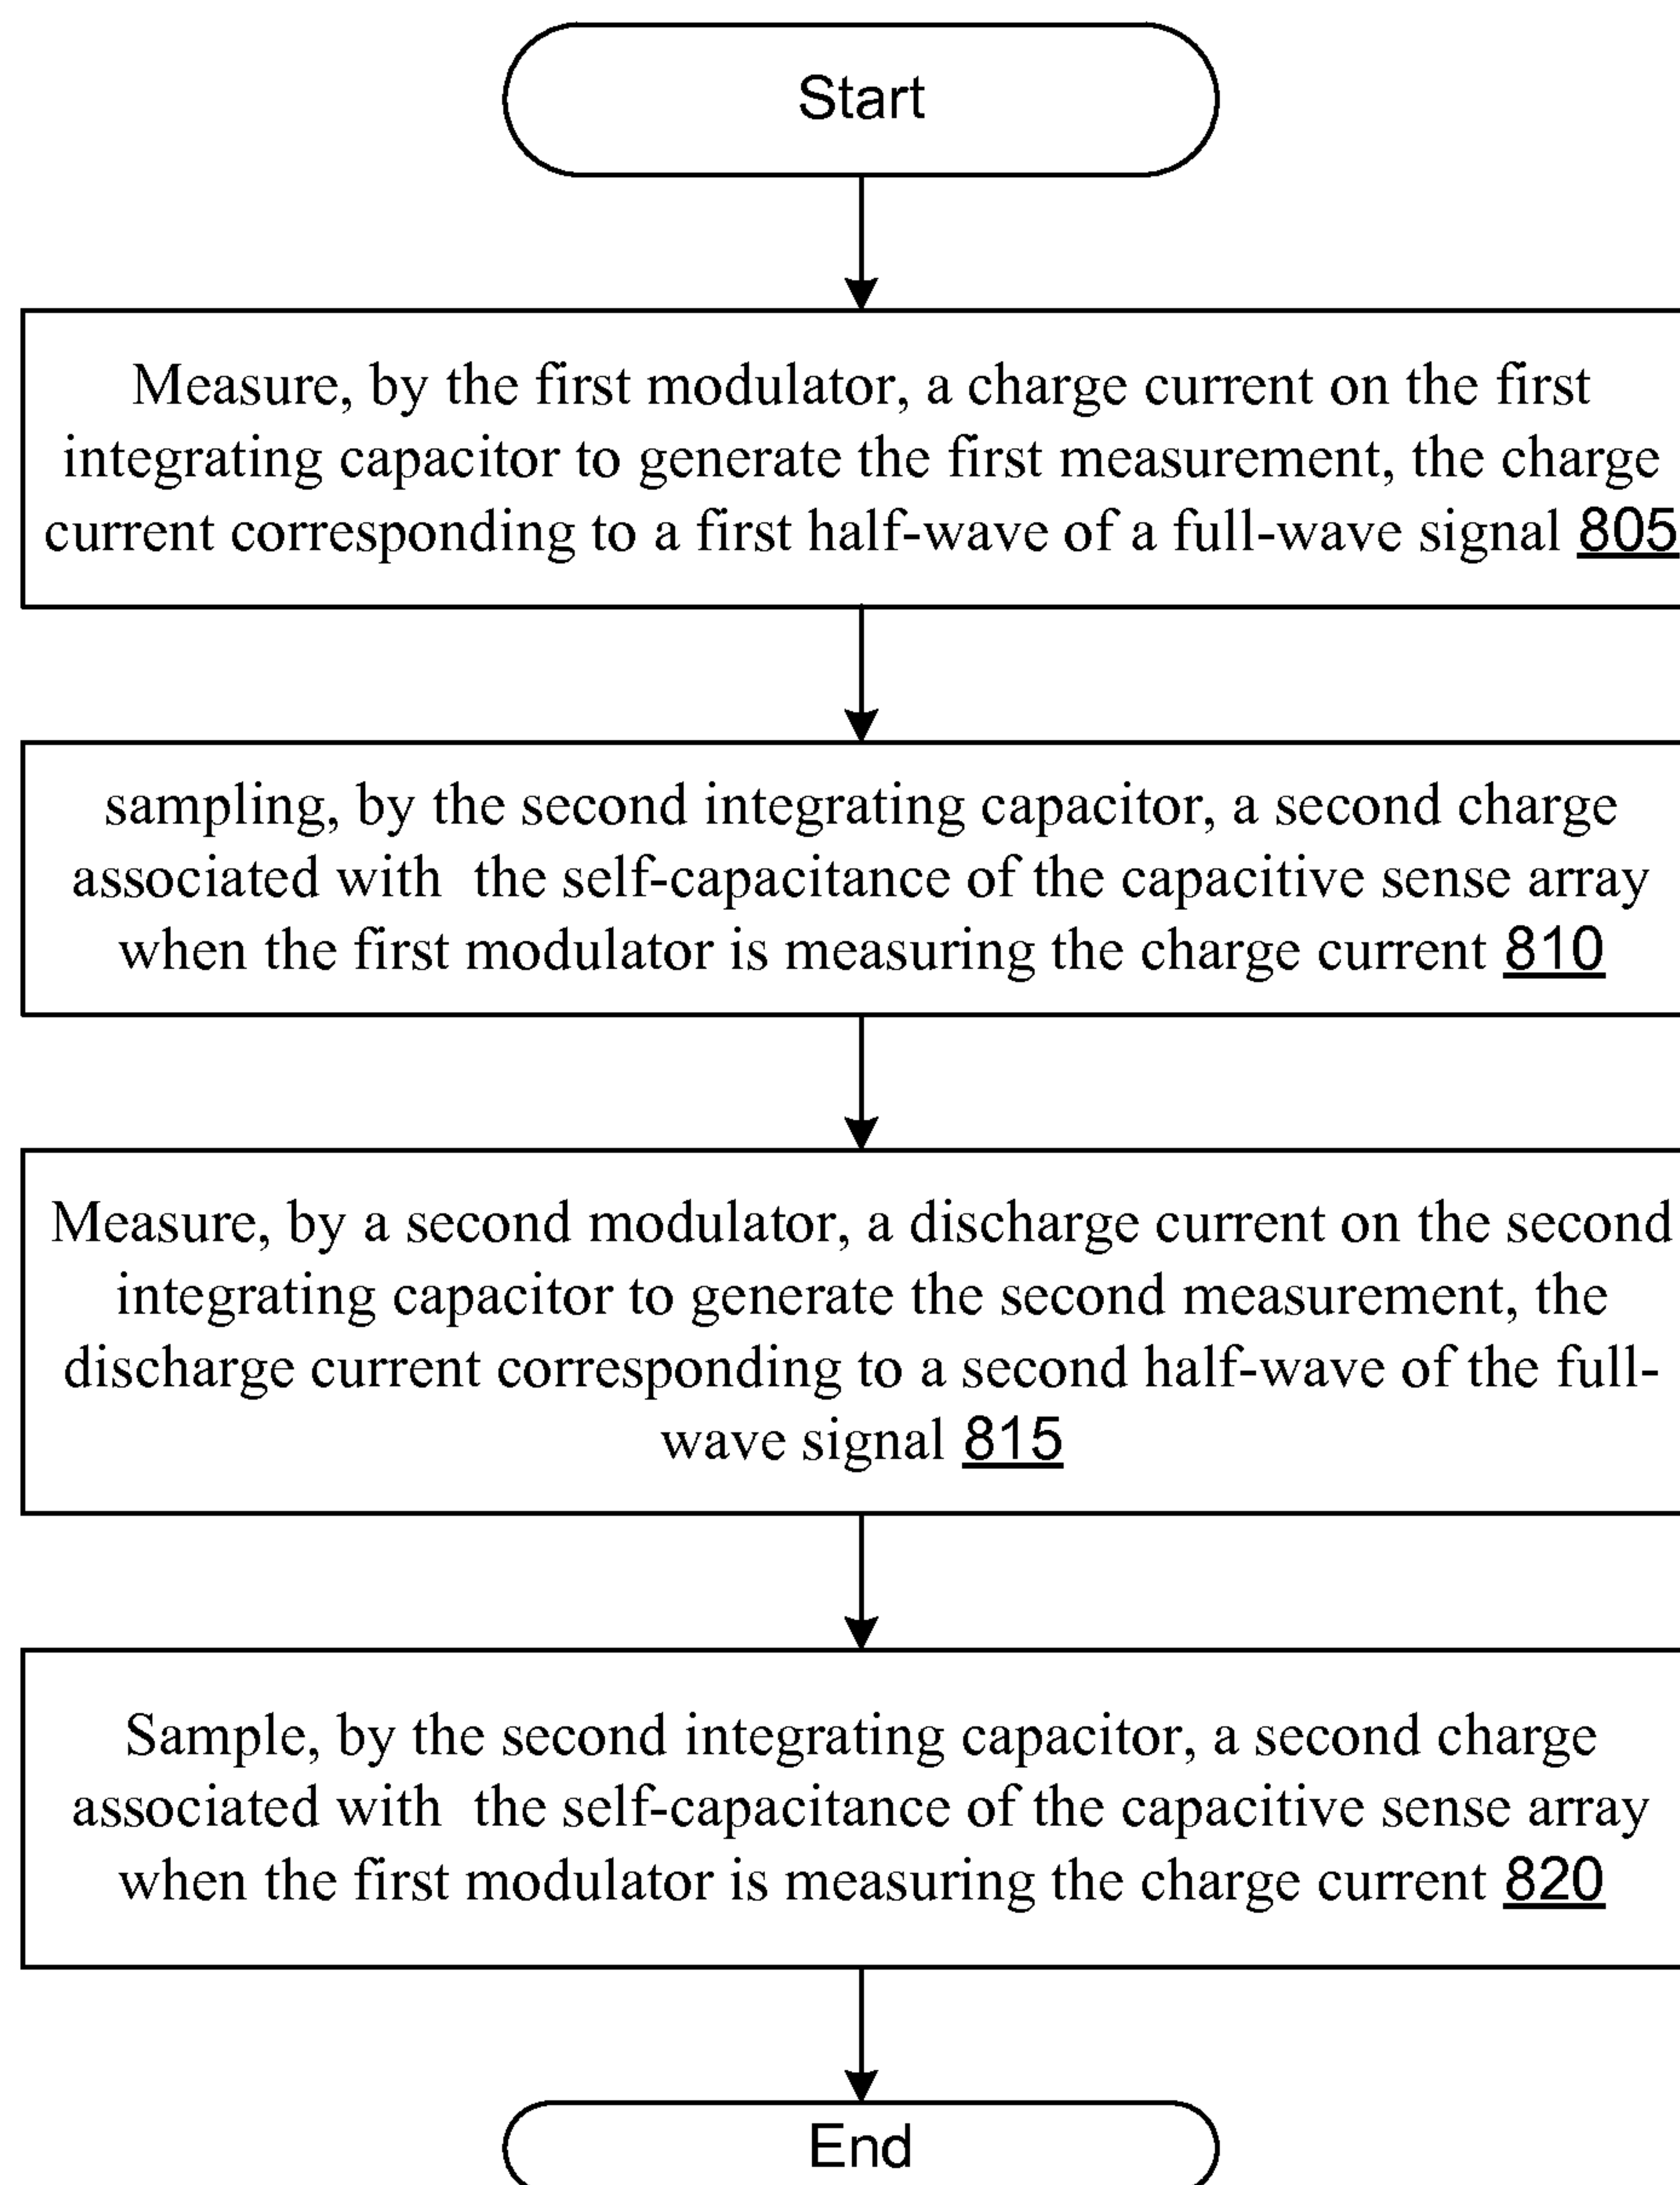 Start
Measure, by the first modulator, a charge current on the first
integrating capacitor to generate the first measurement, the charge
current corresponding to a first half-wave of a full-wave signal 805
sampling, by the second integrating capacitor, a second charge
associated with the self-capacitance of the capacitive sense array
when the first modulator is measuring the charge current 810
Measure, by a second modulator, a discharge current on the second
integrating capacitor to generate the second measurement, the
discharge current corresponding to a second half-wave of the full-
wave signal 815
Sample, by the second integrating capacitor, a second charge
associated with the self-capacitance of the capacitive sense array
when the first modulator is measuring the charge current 820
End